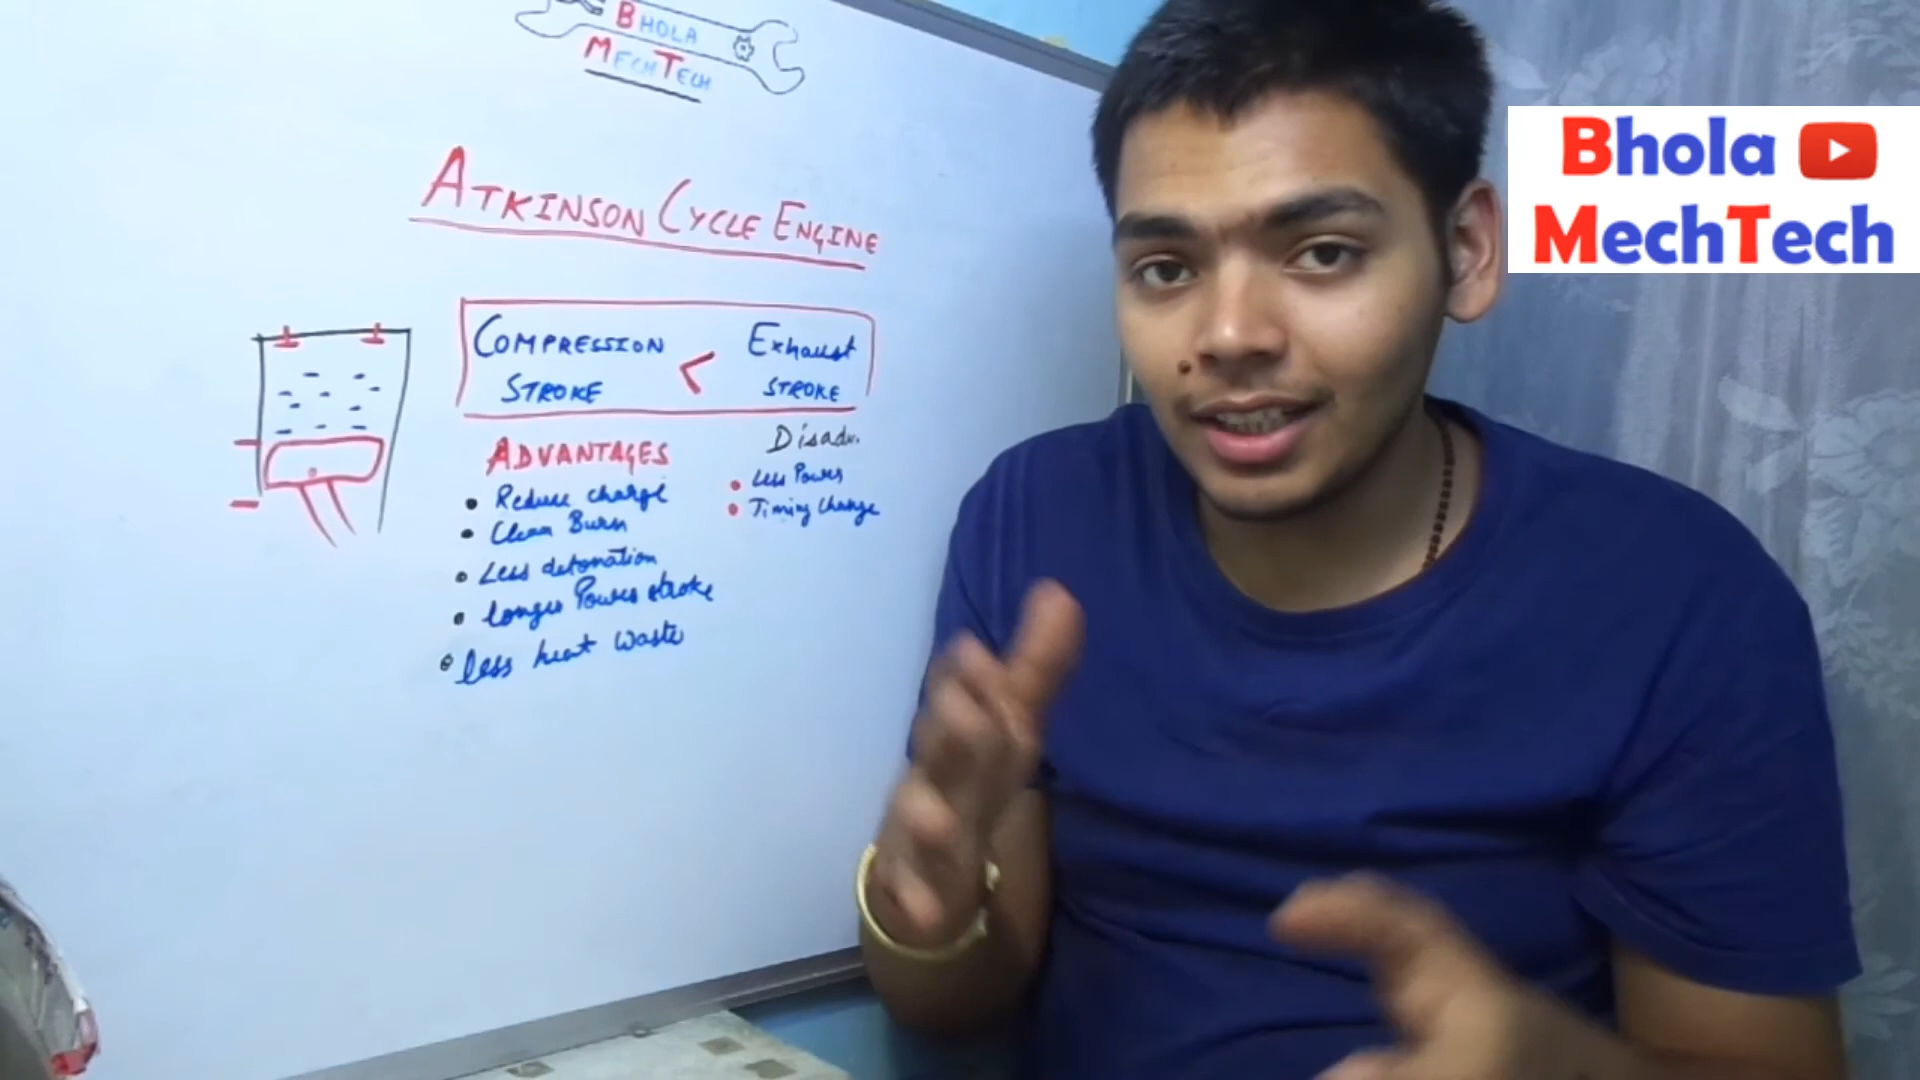 BHOLA
MECHTECH
ATKINSON CYCLE ENGINE
COMPRESSION
STROKE
<
Exhaust
STROKE
ADVANTAGES
• Reduce charge
• Clean Burn
• Less detonation
• longer Power stroke
• less heat waste
Disadv.
• Less Power
• Timing Change
Bhola
MechTech